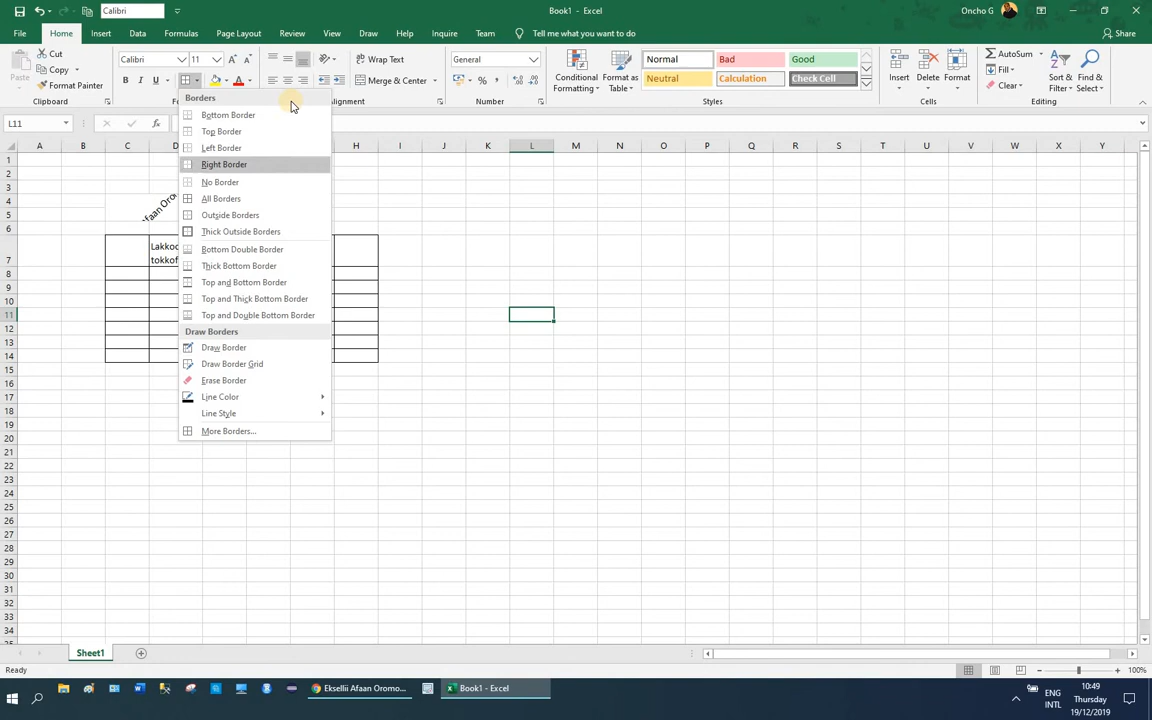 Calibri
Book1 - Excel
Oncho G
File Home Insert Data Formulas Page Layout Review View Draw Help Inquire Team Tell me what you want to do Share
Paste
Cut
Copy
Format Painter
Clipboard
Calibri 11
B I U
Wrap Text
Merge & Center
Alignment
General
Number
Conditional Formatting
Format as Table
Normal Bad Good
Neutral Calculation Check Cell
Styles
Insert Delete Format
Cells
AutoSum
Fill
Clear
Sort & Filter
Find & Select
Editing
L11
A B C D H I J K L M N O P Q R S T U V W X Y
1
2
3
4
5
6
7
8
9
10
11
12
13
14
15
16
17
18
19
20
21
22
23
24
25
26
27
28
29
30
31
32
33
34
Lakkoo
tokkof
Borders
Bottom Border
Top Border
Left Border
Right Border
No Border
All Borders
Outside Borders
Thick Outside Borders
Bottom Double Border
Thick Bottom Border
Top and Bottom Border
Top and Thick Bottom Border
Top and Double Bottom Border
Draw Borders
Draw Border
Draw Border Grid
Erase Border
Line Color
Line Style
More Borders...
Sheet1
Ready
100%
Eksellii Afaan Oromo...
Book1 - Excel
ENG
INTL
10:49
Thursday
19/12/2019